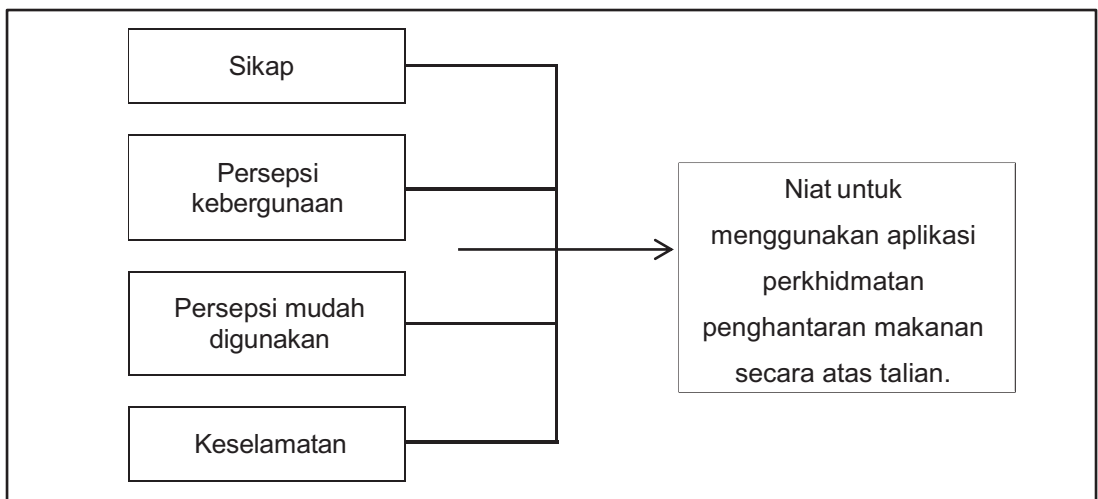 Sikap
Persepsi
kebergunaan
Persepsi mudah
digunakan
Keselamatan
Niat untuk
menggunakan aplikasi
perkhidmatan
penghantaran makanan
secara atas talian.